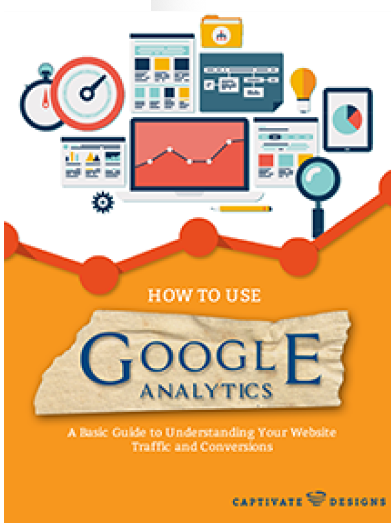 HOW TO USE
GOOGLE
ANALYTICS
A Basic Guide to Understanding Your Website
Traffic and Conversions
CAPTIVATE DESIGNS